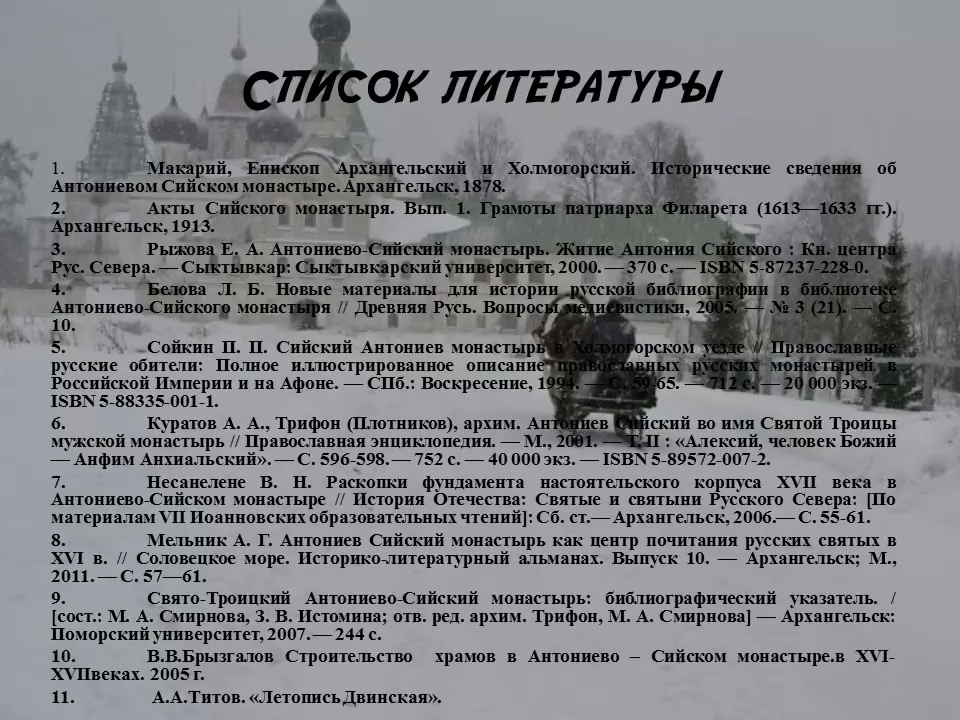 Список литературы
1. Макарий, Епископ Архангельский и Холмогорский. Исторические сведения об
Антониевом Сийском монастыре. Архангельск, 1878.
2. Акты Сийского монастыря. Вып. 1. Грамоты патриарха Филарета (1613—1633 гг.).
Архангельск, 1913.
3. Рыжова Е. А. Антониево-Сийский монастырь. Житие Антония Сийского : Кн. центра
Рус. Севера. — Сыктывкар: Сыктывкарский университет, 2000. — 370 с. — ISBN 5-87237-228-0.
4. Белова Л. Б. Новые материалы для истории русской библиографии в библиотеке
Антониево-Сийского монастыря // Древняя Русь. Вопросы медиевистики, 2005. — № 3 (21). — С.
10.
5. Сойкин П. П. Сийский Антониев монастырь в Холмогорском уезде // Православные
русские обители: Полное иллюстрированное описание православных русских монастырей в
Российской Империи и на Афоне. — СПб.: Воскресение, 1994. — С. 59-65. — 712 с. — 20 000 экз. —
ISBN 5-88335-001-1.
6. Куратов А. А., Трифон (Плотников), архим. Антониев Сийский во имя Святой Троицы
мужской монастырь // Православная энциклопедия. — М., 2001. — Т. II : «Алексий, человек Божий
— Анфим Анхиальский». — С. 596-598. — 752 с. — 40 000 экз. — ISBN 5-89572-007-2.
7. Несанелене В. Н. Раскопки фундамента настоятельского корпуса XVII века в
Антониево-Сийском монастыре // История Отечества: Святые и святыни Русского Севера: [По
материалам VII Иоанновских образовательных чтений]: Сб. ст.— Архангельск, 2006.— С. 55-61.
8. Мельник А. Г. Антониев Сийский монастырь как центр почитания русских святых в
XVI в. // Соловецкое море. Историко-литературный альманах. Выпуск 10. — Архангельск; М.,
2011. — С. 57—61.
9. Свято-Троицкий Антониево-Сийский монастырь: библиографический указатель. /
[сост.: М. А. Смирнова, З. В. Истомина; отв. ред. архим. Трифон, М. А. Смирнова] — Архангельск:
Поморский университет, 2007. — 244 с.
10. В.В.Брызгалов Строительство храмов в Антониево – Сийском монастыре.в XVI-
XVIIвеках. 2005 г.
11. А.А.Титов. «Летопись Двинская».